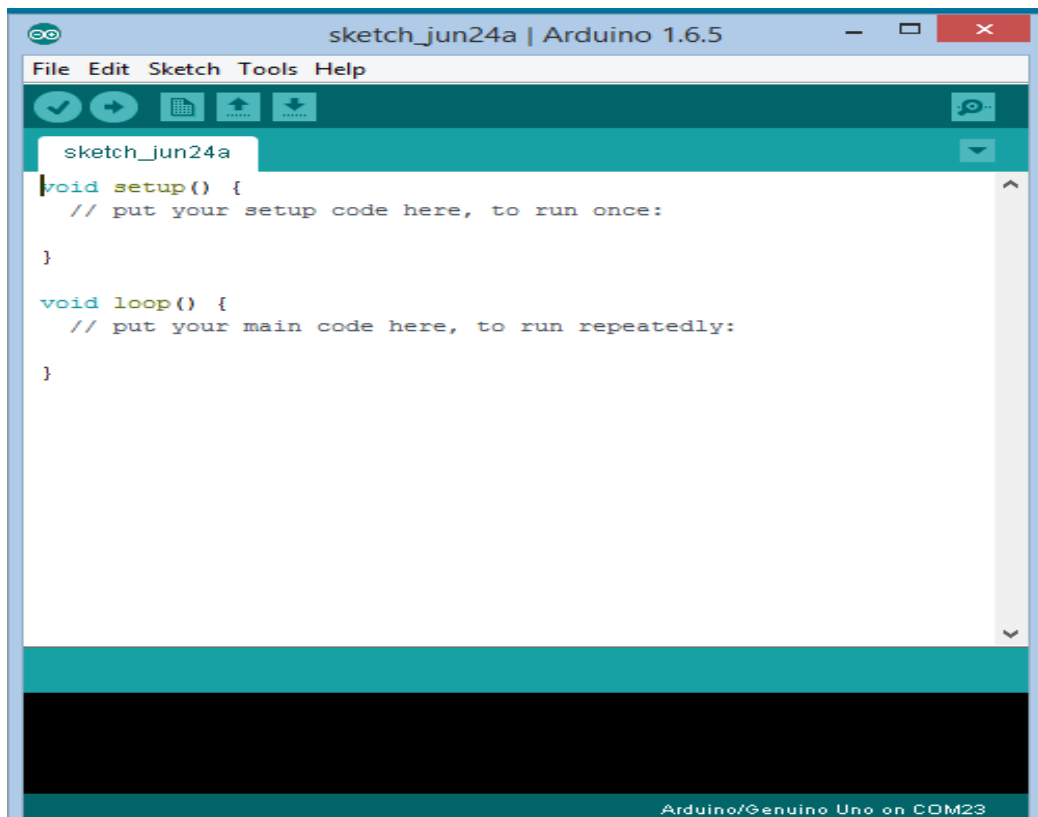 sketch_jun24a | Arduino 1.6.5
File Edit Sketch Tools Help
sketch_jun24a
void setup() {
  // put your setup code here, to run once:
}
void loop() {
  // put your main code here, to run repeatedly:
}
Arduino/Genuino Uno on COM23